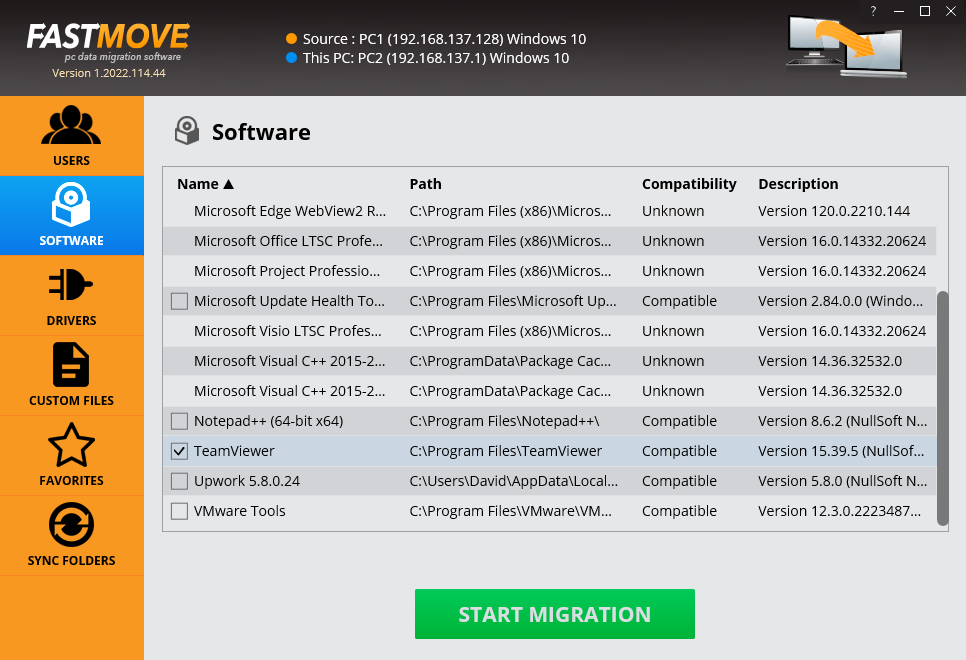 FASTMOVE
pc data migration software
Version 1.2022.114.44
Source : PC1 (192.168.137.128) Windows 10
This PC: PC2 (192.168.137.1) Windows 10
?
USERS
SOFTWARE
DRIVERS
CUSTOM FILES
FAVORITES
SYNC FOLDERS
Software
Name ▲ Path Compatibility Description
Microsoft Edge WebView2 R... C:\Program Files (x86)\Micros... Unknown Version 120.0.2210.144
Microsoft Office LTSC Profe... C:\Program Files (x86)\Micros... Unknown Version 16.0.14332.20624
Microsoft Project Professio... C:\Program Files (x86)\Micros... Unknown Version 16.0.14332.20624
Microsoft Update Health To... C:\Program Files\Microsoft Up... Compatible Version 2.84.0.0 (Windo...
Microsoft Visio LTSC Profes... C:\Program Files (x86)\Micros... Unknown Version 16.0.14332.20624
Microsoft Visual C++ 2015-2... C:\ProgramData\Package Cac... Unknown Version 14.36.32532.0
Microsoft Visual C++ 2015-2... C:\ProgramData\Package Cac... Unknown Version 14.36.32532.0
Notepad++ (64-bit x64) C:\Program Files\Notepad++\ Compatible Version 8.6.2 (NullSoft N...
TeamViewer C:\Program Files\TeamViewer Compatible Version 15.39.5 (NullSof...
Upwork 5.8.0.24 C:\Users\David\AppData\Local... Compatible Version 5.8.0 (NullSoft N...
VMware Tools C:\Program Files\VMware\VM... Compatible Version 12.3.0.2223487...
START MIGRATION